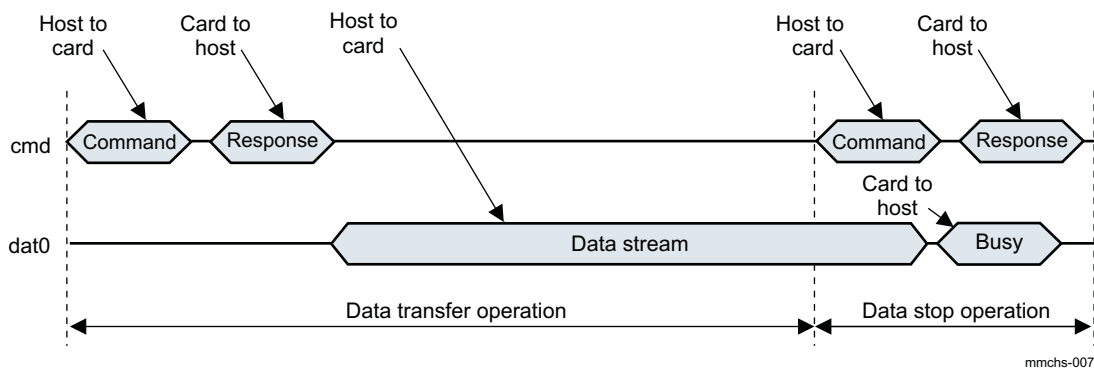 Host to
card
Card to
host
Host to
card
Host to
card
Card to
host
cmd
Command
Response
Command
Response
Card to
host
dat0
Data stream
Busy
Data transfer operation
Data stop operation
mmchs-007